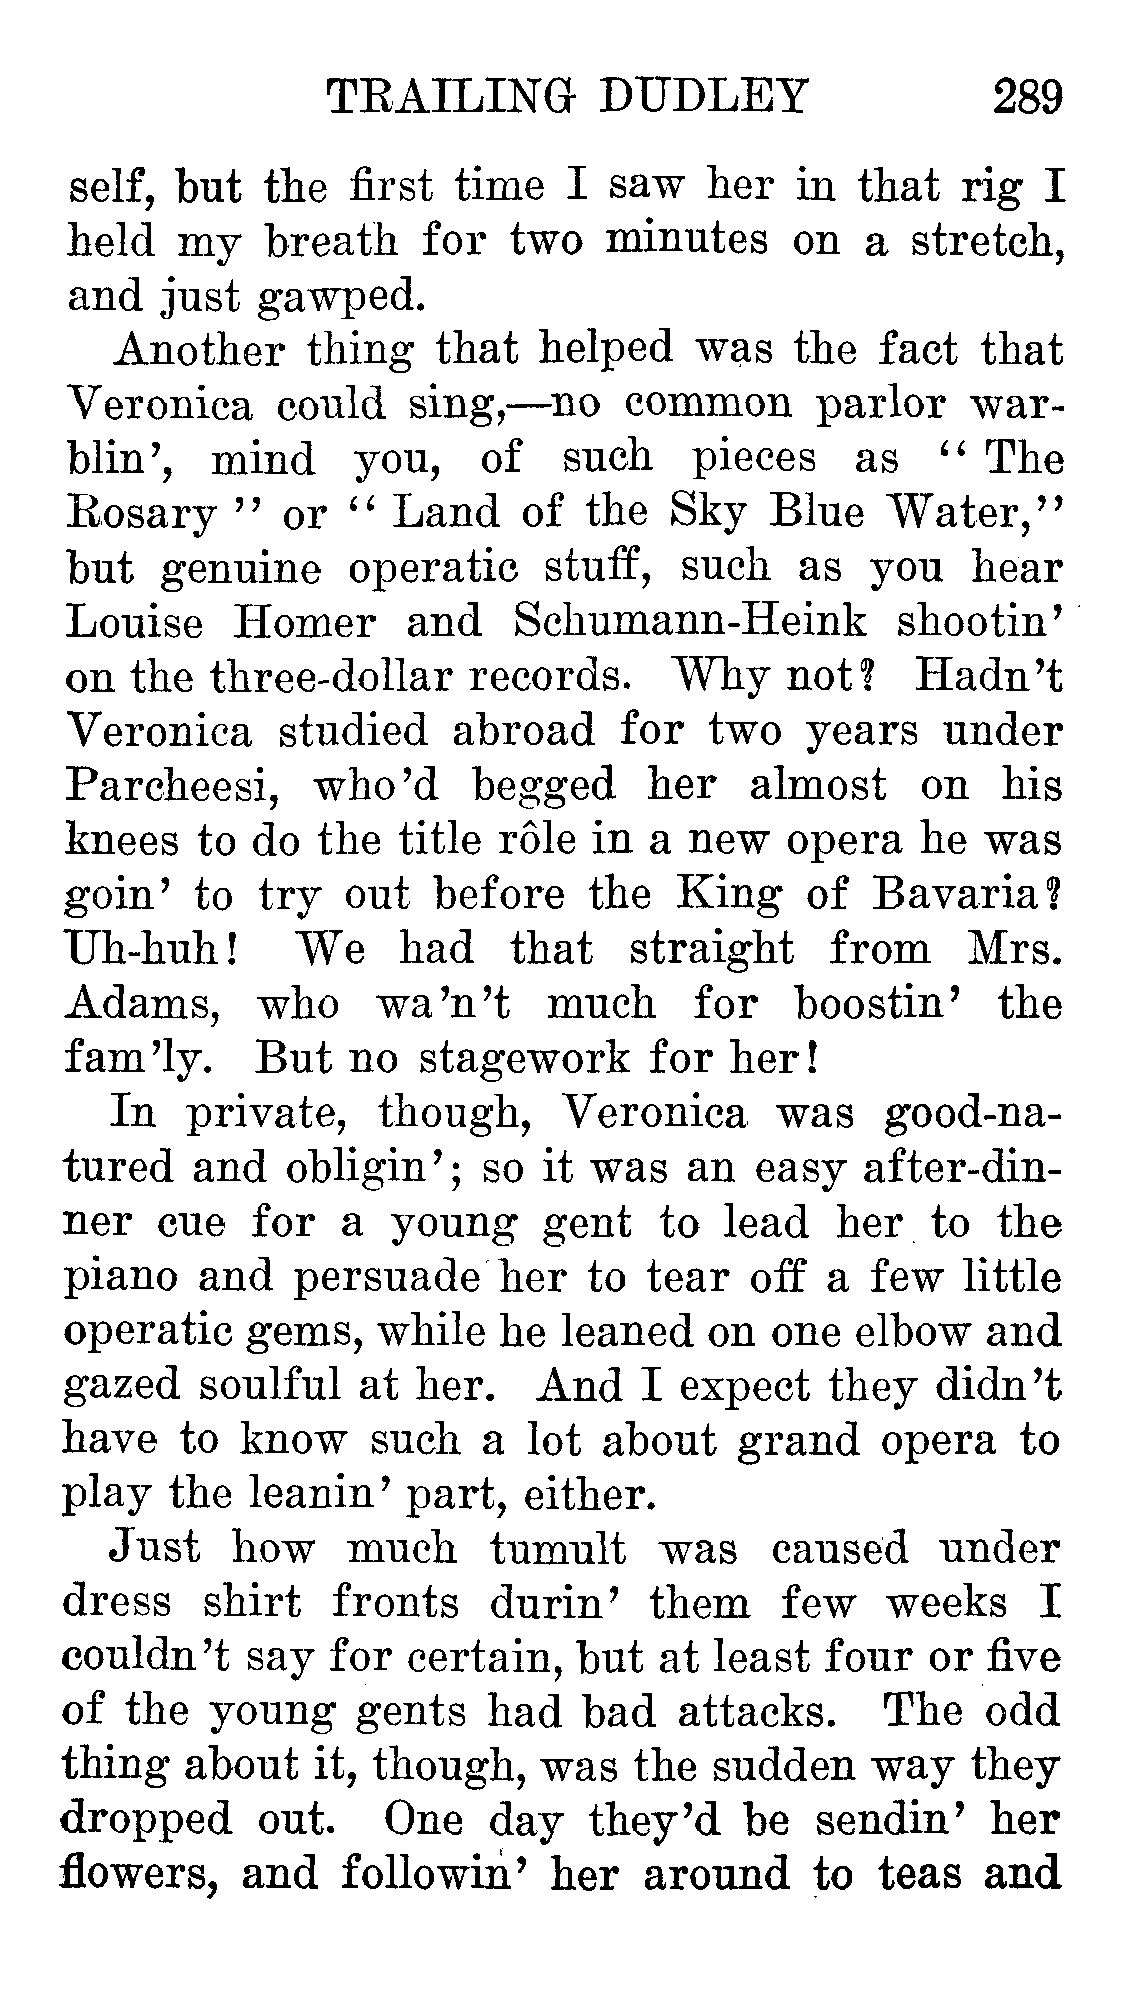 TRAILING DUDLEY 289
self, but the first time I saw her in that rig I
held my breath for two minutes on a stretch,
and just gawped.
Another thing that helped was the fact that
Veronica could sing,—no common parlor war-
blin', mind you, of such pieces as "The
Rosary" or "Land of the Sky Blue Water,"
but genuine operatic stuff, such as you hear
Louise Homer and Schumann-Heink shootin'
on the three-dollar records. Why not? Hadn't
Veronica studied abroad for two years under
Parcheesi, who'd begged her almost on his
knees to do the title rôle in a new opera he was
goin' to try out before the King of Bavaria?
Uh-huh! We had that straight from Mrs.
Adams, who wa'n't much for boostin' the
fam'ly. But no stagework for her!
In private, though, Veronica was good-na-
tured and obligin'; so it was an easy after-din-
ner cue for a young gent to lead her to the
piano and persuade her to tear off a few little
operatic gems, while he leaned on one elbow and
gazed soulful at her. And I expect they didn't
have to know such a lot about grand opera to
play the leanin' part, either.
Just how much tumult was caused under
dress shirt fronts durin' them few weeks I
couldn't say for certain, but at least four or five
of the young gents had bad attacks. The odd
thing about it, though, was the sudden way they
dropped out. One day they'd be sendin' her
flowers, and followin' her around to teas and